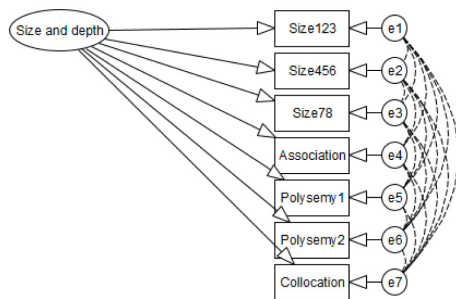 Size and depth
Size123
e1
Size456
e2
Size78
e3
Association
e4
Polysemy1
e5
Polysemy2
e6
Collocation
e7